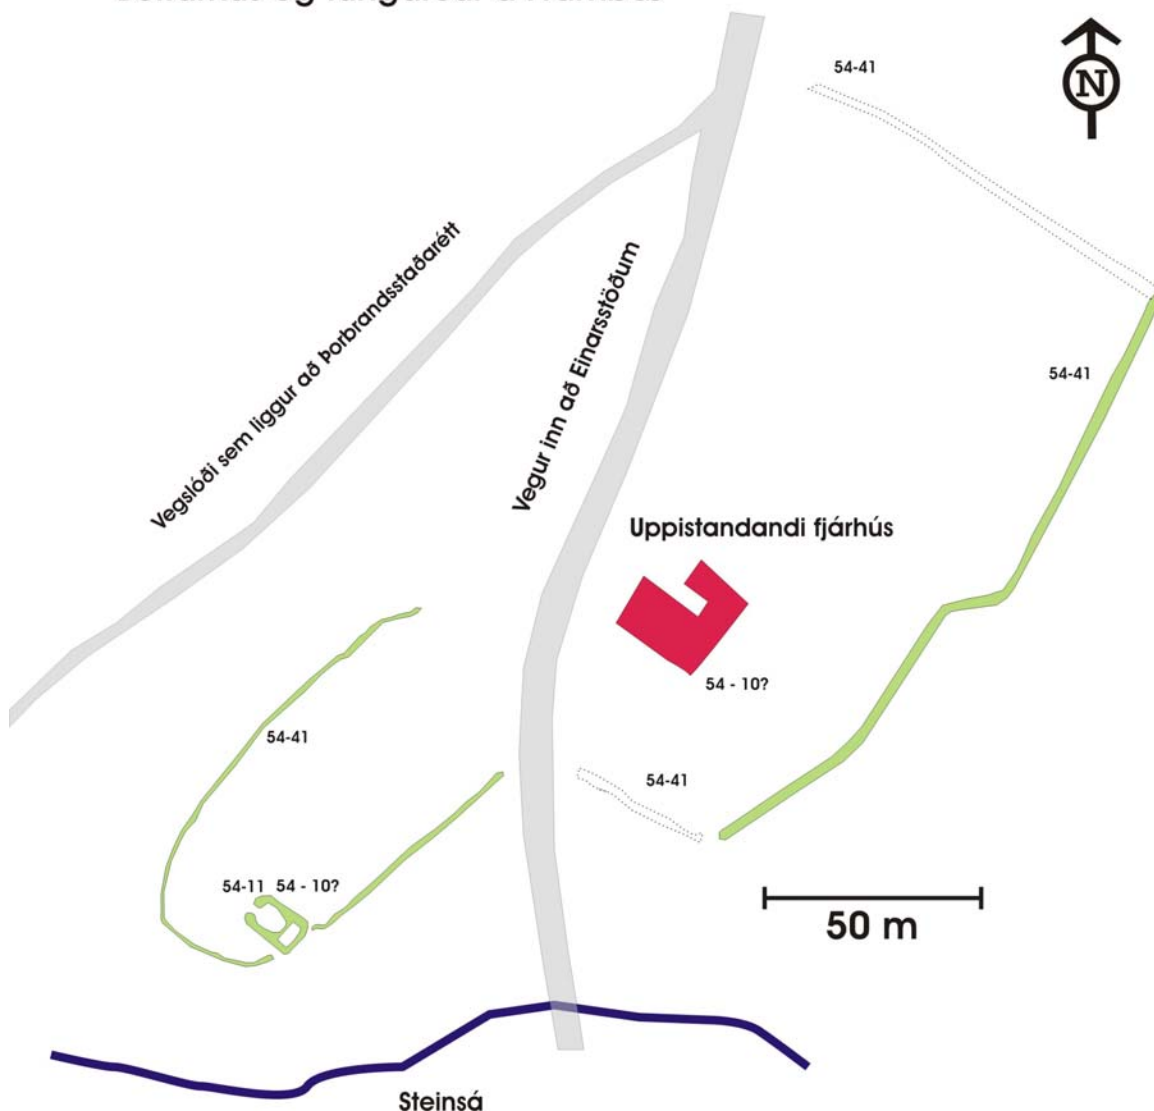 54-41
N
54-41
Vegslóði sem liggur að Þorbrandsstaðarétt
Vegur inn að Einarsstöðum
Uppistandandi fjárhús
54 - 10?
54-41
54-41
54-11 54 - 10?
50 m
Steinsá